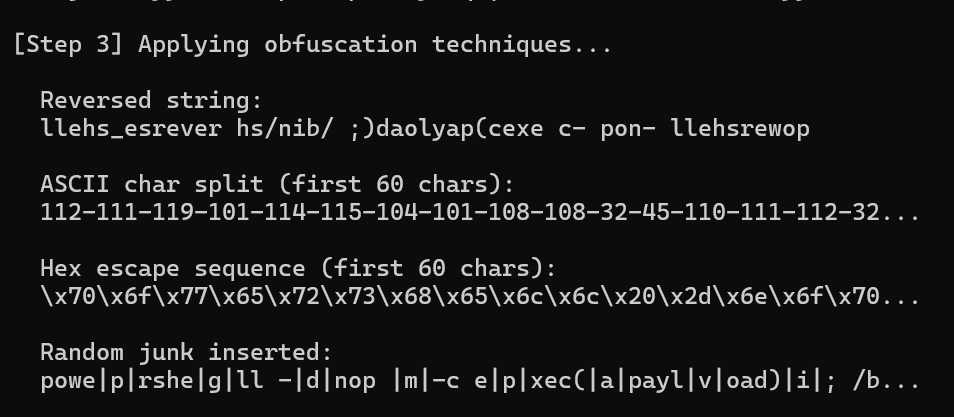 [Step 3] Applying obfuscation techniques...
Reversed string:
llehs_esrever hs/nib/ ;)daolyap(cexe c- pon- llehsrewop
ASCII char split (first 60 chars):
112-111-119-101-114-115-104-101-108-108-32-45-110-111-112-32...
Hex escape sequence (first 60 chars):
\x70\x6f\x77\x65\x72\x73\x68\x65\x6c\x6c\x20\x2d\x6e\x6f\x70...
Random junk inserted:
powe|p|rshe|g|ll -|d|nop |m|-c e|p|xec(|a|payl|v|oad)|i|; /b...